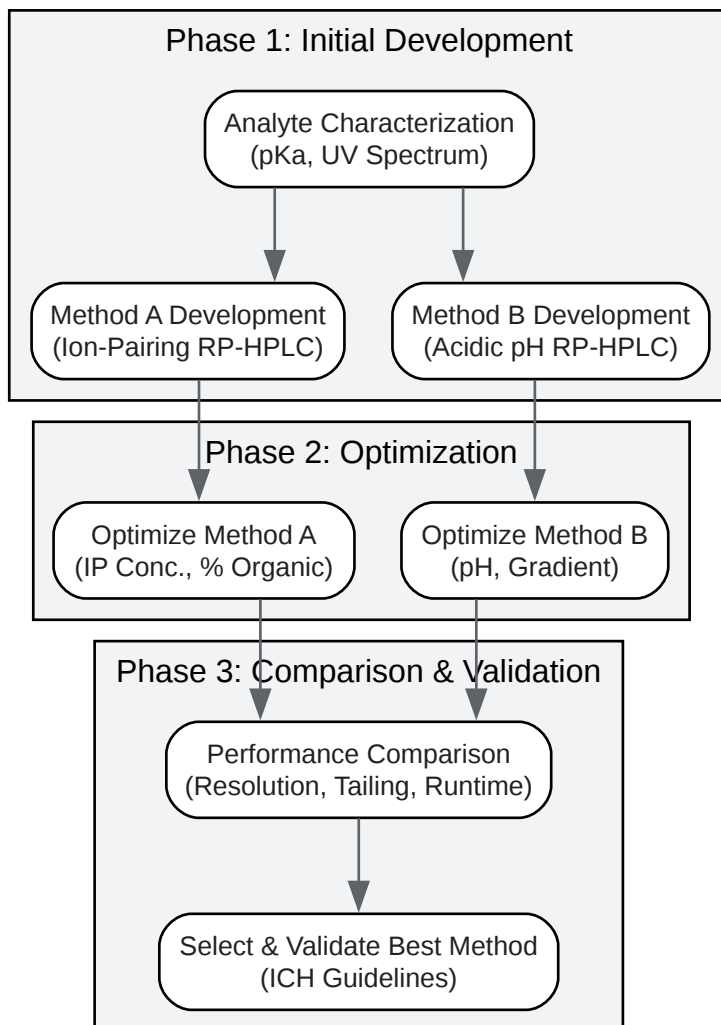 Phase 1: Initial Development
Analyte Characterization
(pKa, UV Spectrum)
Method A Development
(Ion-Pairing RP-HPLC)
Method B Development
(Acidic pH RP-HPLC)
Phase 2: Optimization
Optimize Method A
(IP Conc., % Organic)
Optimize Method B
(pH, Gradient)
Phase 3: Comparison & Validation
Performance Comparison
(Resolution, Tailing, Runtime)
Select & Validate Best Method
(ICH Guidelines)